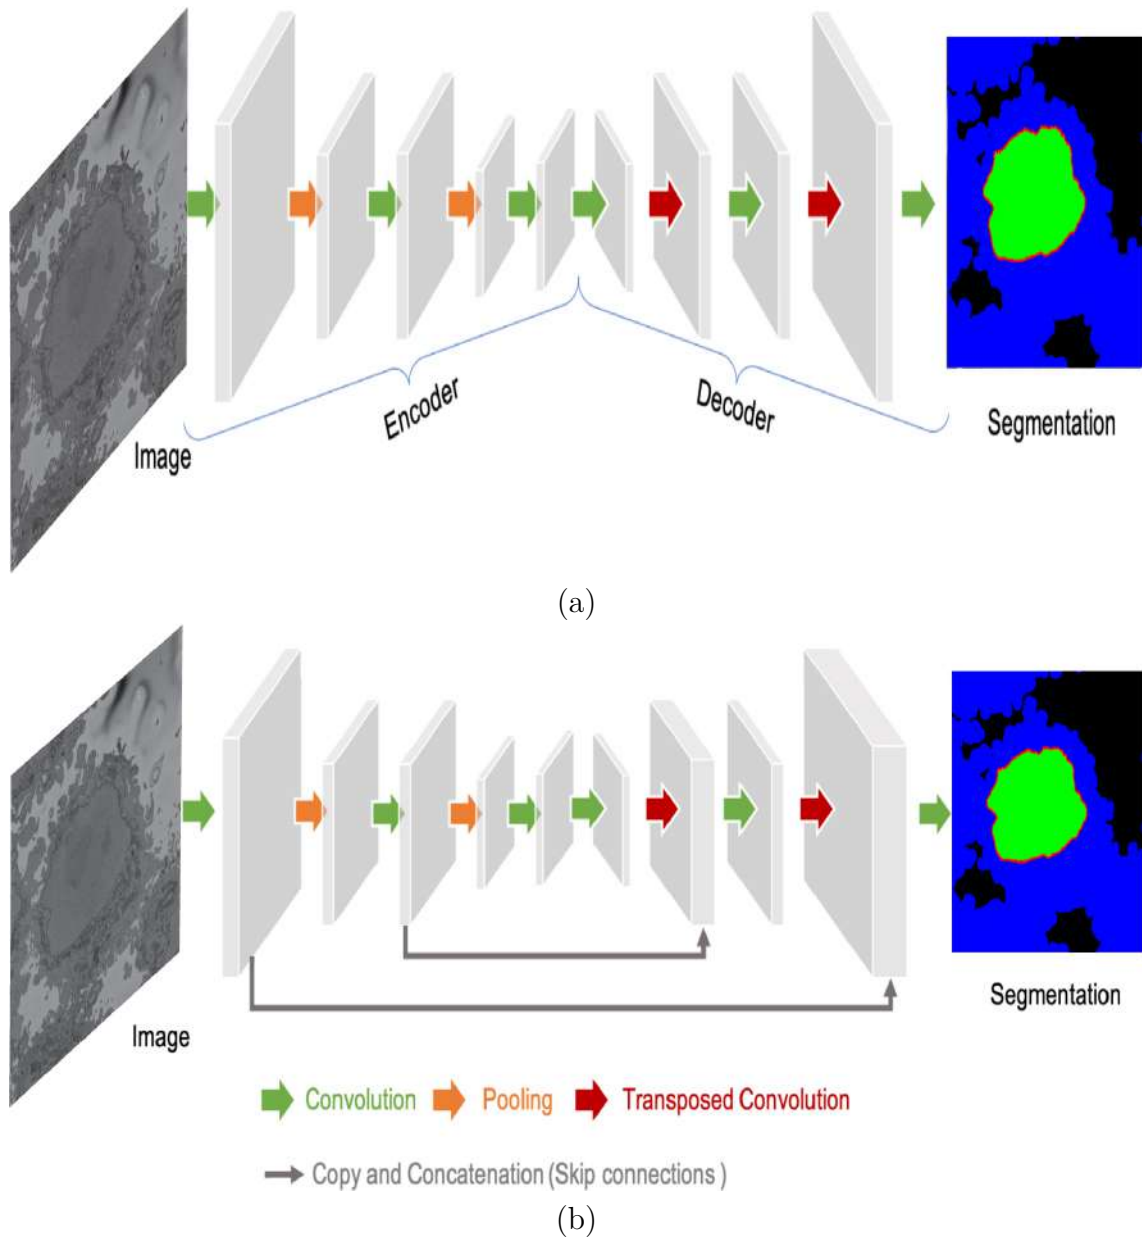 Image
Encoder
Decoder
Segmentation
(a)
Image
Segmentation
Convolution Pooling Transposed Convolution
Copy and Concatenation (Skip connections )
(b)